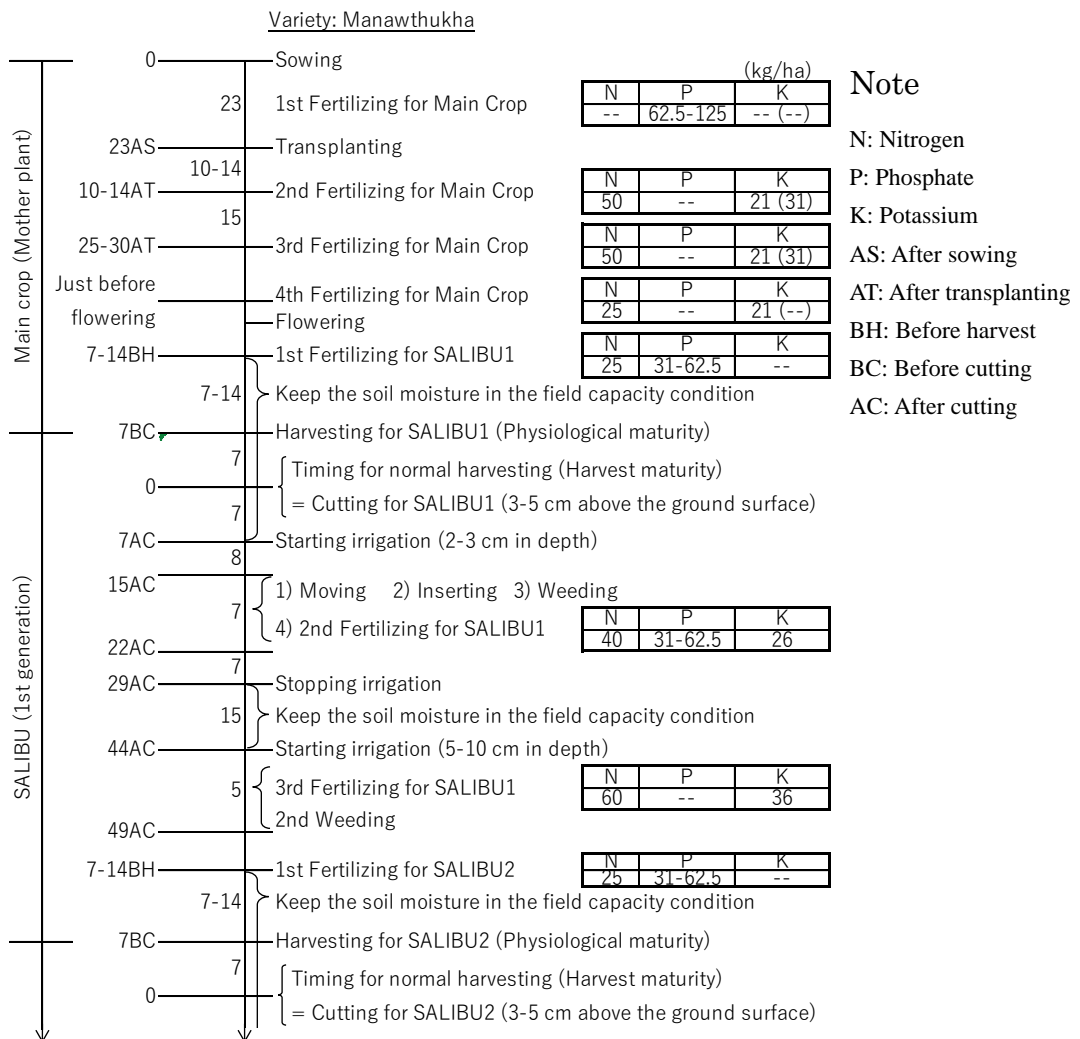 Variety: Manawthukha
0 Sowing
(kg/ha)
Note
23 1st Fertilizing for Main Crop
N P K
-- 62.5-125 -- (--)
N: Nitrogen
23AS Transplanting
10-14
P: Phosphate
10-14AT 2nd Fertilizing for Main Crop
N P K
50 -- 21 (31)
K: Potassium
15
25-30AT 3rd Fertilizing for Main Crop
N P K
50 -- 21 (31)
AS: After sowing
Just before flowering
4th Fertilizing for Main Crop
N P K
25 -- 21 (--)
AT: After transplanting
Flowering
7-14BH 1st Fertilizing for SALIBU1
N P K
25 31-62.5 --
BH: Before harvest
BC: Before cutting
7-14 Keep the soil moisture in the field capacity condition
AC: After cutting
Main crop (Mother plant)
7BC Harvesting for SALIBU1 (Physiological maturity)
7
Timing for normal harvesting (Harvest maturity)
0
= Cutting for SALIBU1 (3-5 cm above the ground surface)
7
7AC Starting irrigation (2-3 cm in depth)
8
15AC
1) Moving 2) Inserting 3) Weeding
7
4) 2nd Fertilizing for SALIBU1
N P K
40 31-62.5 26
22AC
7
29AC Stopping irrigation
15 Keep the soil moisture in the field capacity condition
44AC Starting irrigation (5-10 cm in depth)
5 3rd Fertilizing for SALIBU1
N P K
60 -- 36
2nd Weeding
49AC
SALIBU (1st generation)
7-14BH 1st Fertilizing for SALIBU2
N P K
25 31-62.5 --
7-14 Keep the soil moisture in the field capacity condition
7BC Harvesting for SALIBU2 (Physiological maturity)
7
Timing for normal harvesting (Harvest maturity)
0
= Cutting for SALIBU2 (3-5 cm above the ground surface)